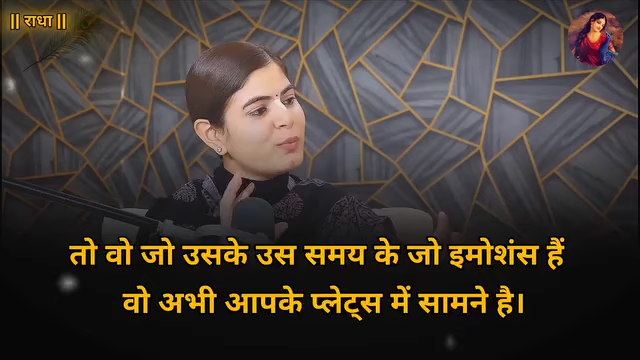 || राधा ||
तो वो जो उसके उस समय के जो इमोशंस हैं
वो अभी आपके प्लेट्स में सामने है।